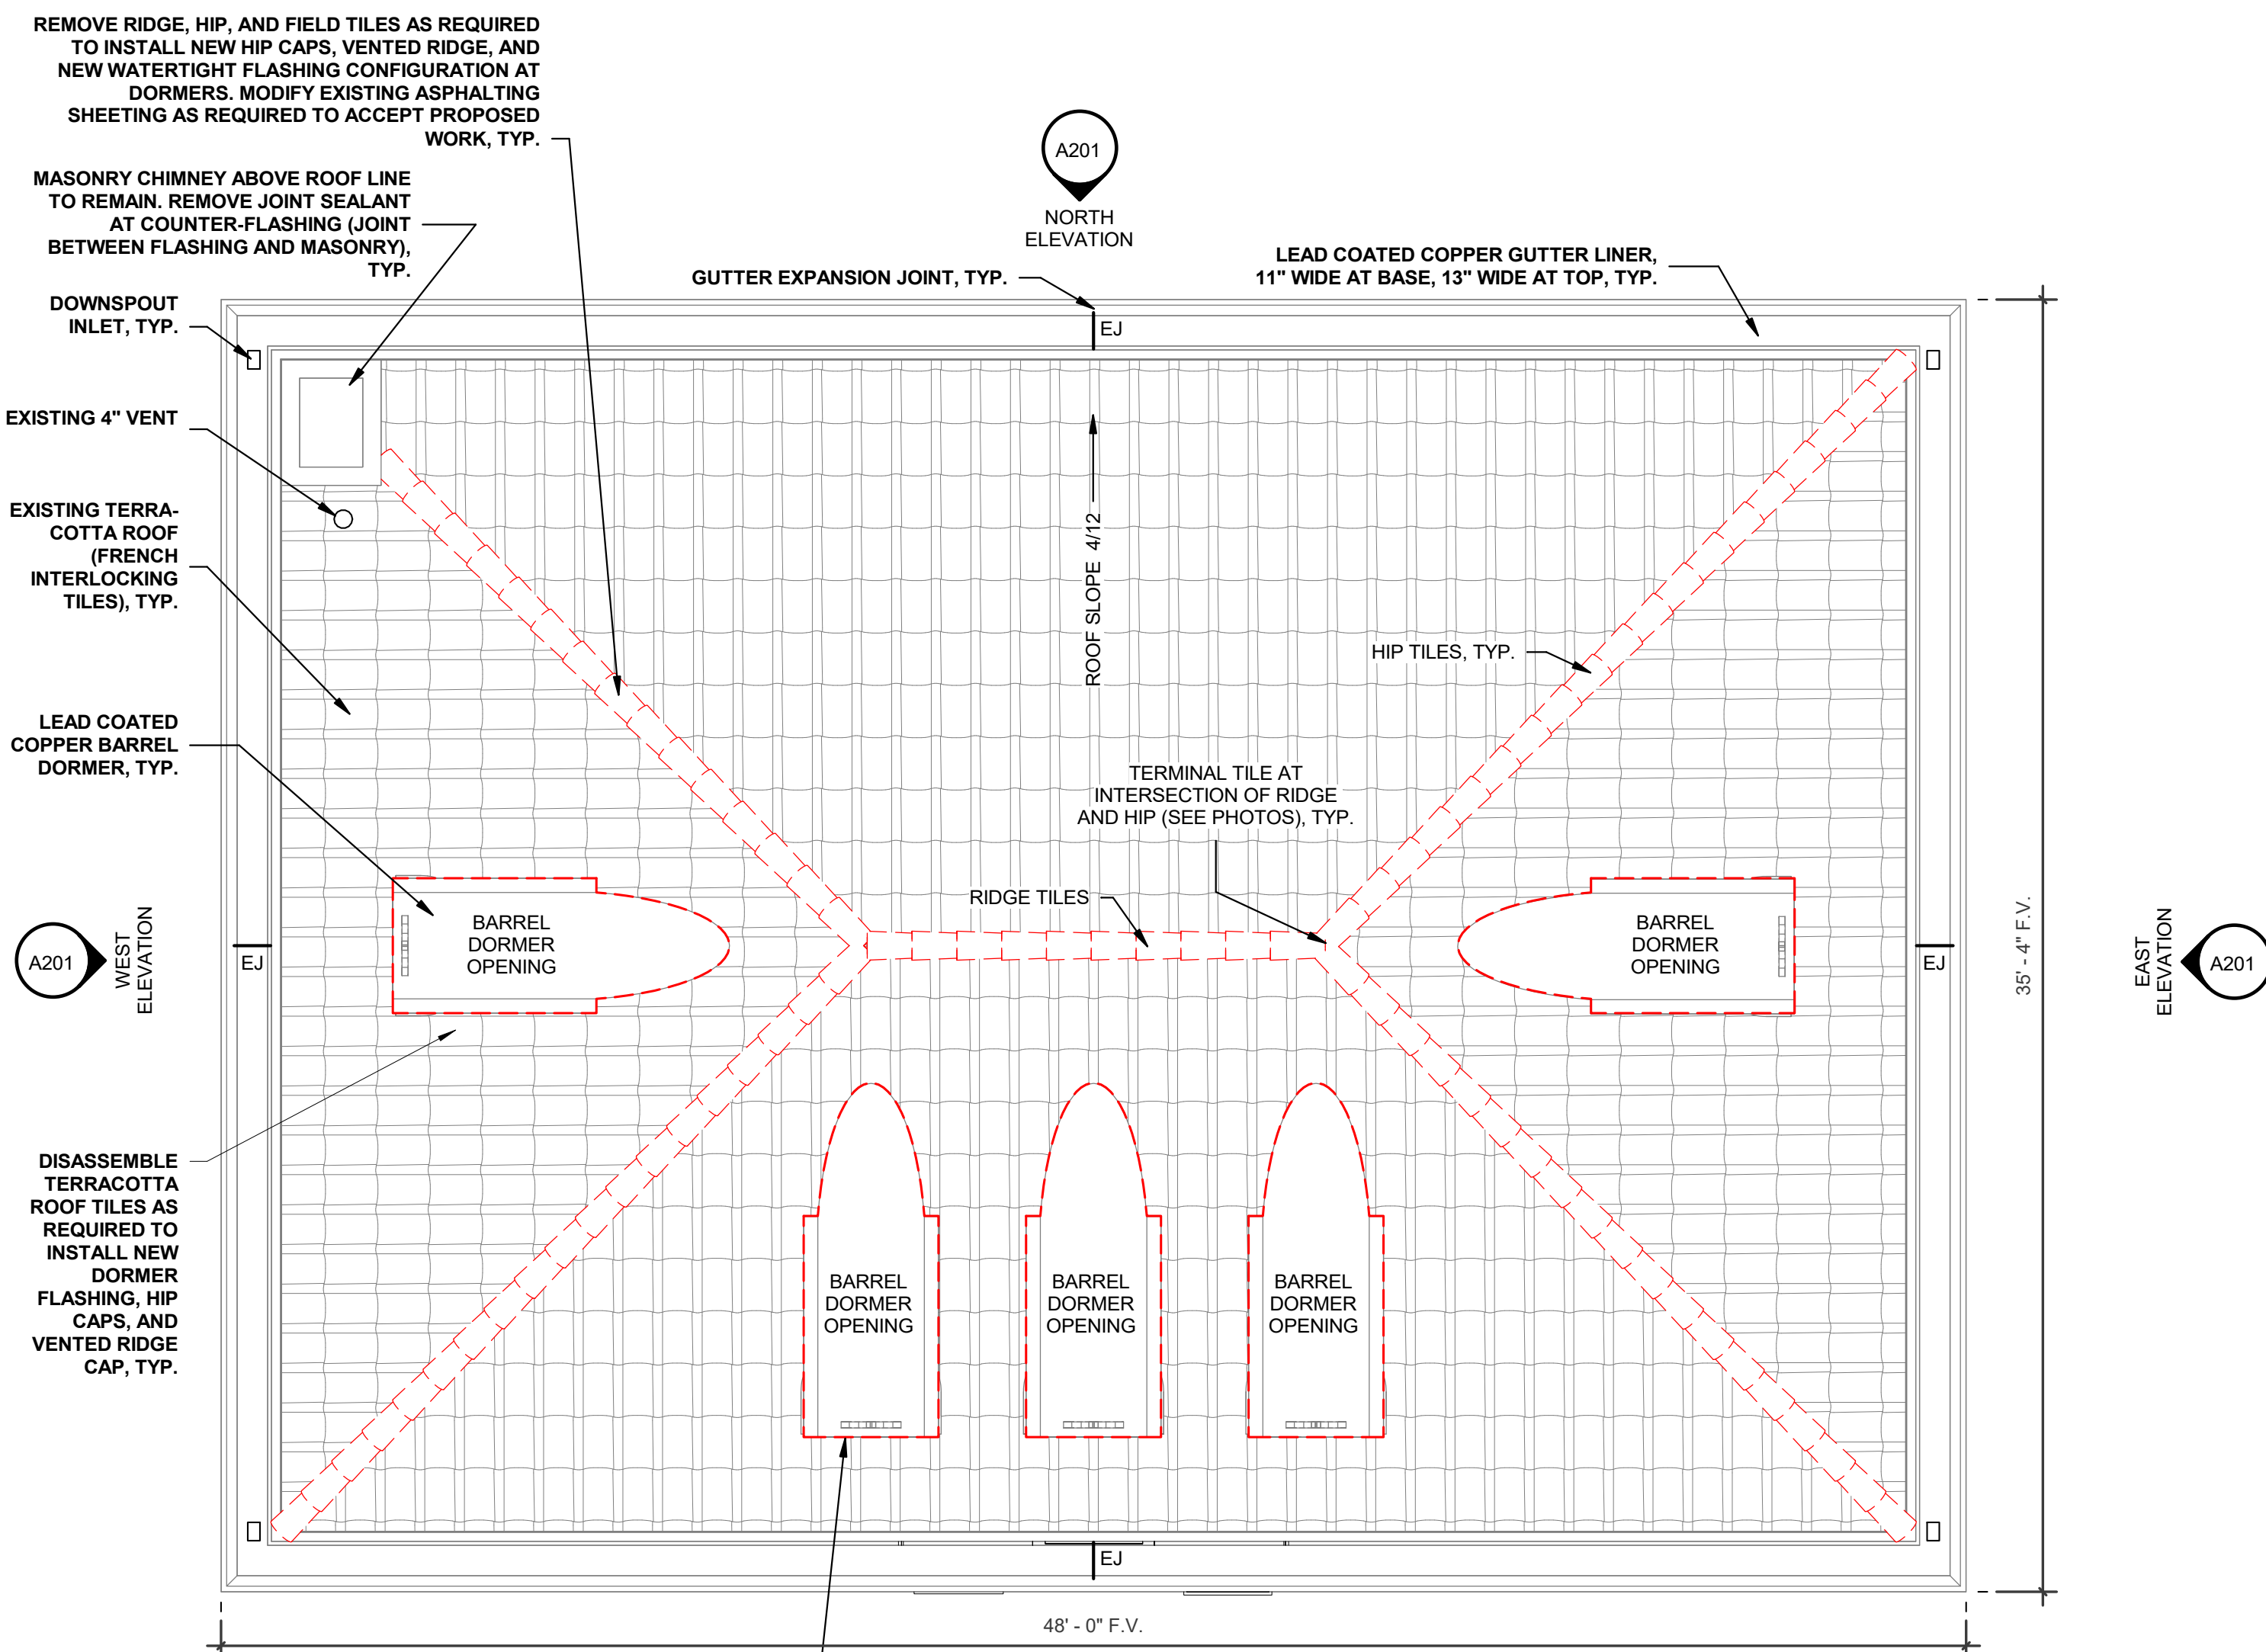 REMOVE RIDGE, HIP, AND FIELD TILES AS REQUIRED
TO INSTALL NEW HIP CAPS, VENTED RIDGE, AND
NEW WATERTIGHT FLASHING CONFIGURATION AT
DORMERS. MODIFY EXISTING ASPHALTING
SHEETING AS REQUIRED TO ACCEPT PROPOSED
WORK, TYP.
MASONRY CHIMNEY ABOVE ROOF LINE
TO REMAIN. REMOVE JOINT SEALANT
AT COUNTER-FLASHING (JOINT
BETWEEN FLASHING AND MASONRY),
TYP.
A201
NORTH
ELEVATION
GUTTER EXPANSION JOINT, TYP.
LEAD COATED COPPER GUTTER LINER,
11" WIDE AT BASE, 13" WIDE AT TOP, TYP.
DOWNSPOUT
INLET, TYP.
EJ
EXISTING 4" VENT
EXISTING TERRA-
COTTA ROOF
(FRENCH
INTERLOCKING
TILES), TYP.
ROOF SLOPE 4/12
HIP TILES, TYP.
LEAD COATED
COPPER BARREL
DORMER, TYP.
TERMINAL TILE AT
INTERSECTION OF RIDGE
AND HIP (SEE PHOTOS), TYP.
RIDGE TILES
A201
WEST
ELEVATION
EJ
BARREL
DORMER
OPENING
BARREL
DORMER
OPENING
EJ
35' - 4" F.V.
EAST
ELEVATION
A201
DISASSEMBLE
TERRACOTTA
ROOF TILES AS
REQUIRED TO
INSTALL NEW
DORMER
FLASHING, HIP
CAPS, AND
VENTED RIDGE
CAP, TYP.
BARREL
DORMER
OPENING
BARREL
DORMER
OPENING
BARREL
DORMER
OPENING
EJ
48' - 0" F.V.